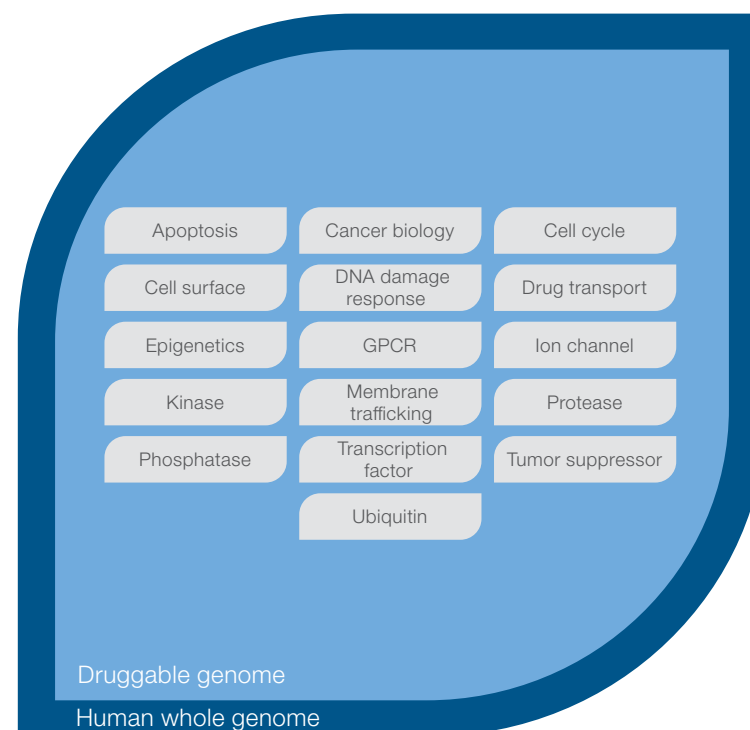 Apoptosis
Cancer biology
Cell cycle
Cell surface
DNA damage
response
Drug transport
Epigenetics
GPCR
Ion channel
Kinase
Membrane
trafficking
Protease
Phosphatase
Transcription
factor
Tumor suppressor
Ubiquitin
Druggable genome
Human whole genome